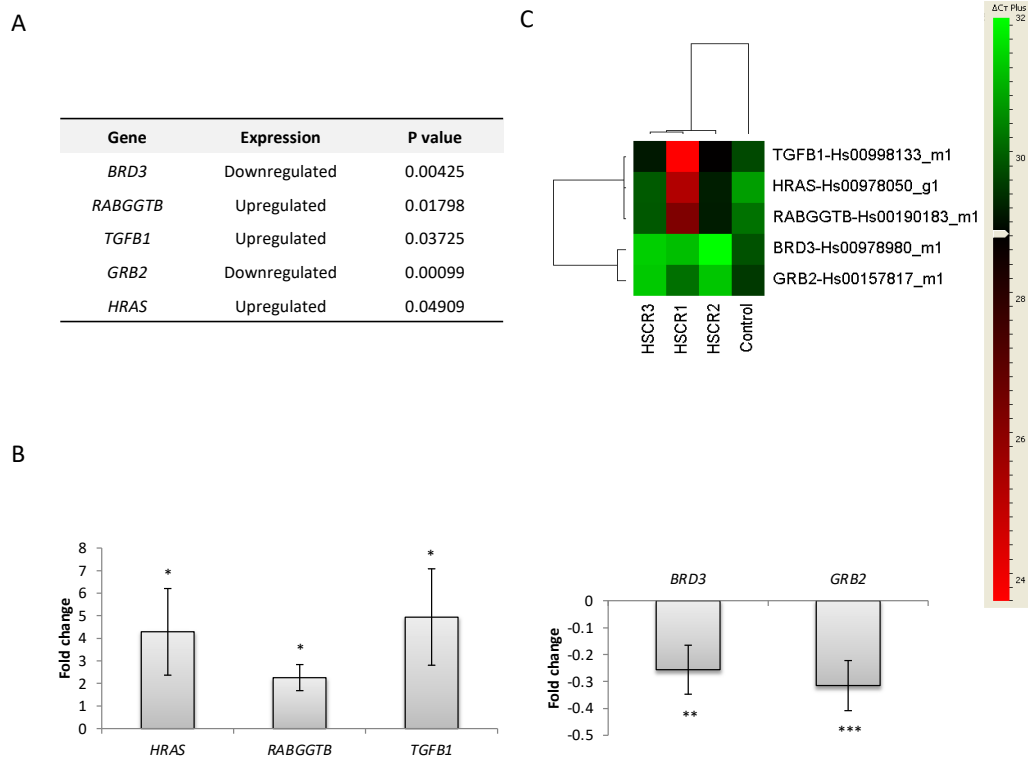 A
Gene Expression P value
BRD3 Downregulated 0.00425
RABGGTB Upregulated 0.01798
TGFB1 Upregulated 0.03725
GRB2 Downregulated 0.00099
HRAS Upregulated 0.04909
C
TGFB1-Hs00998133_m1
HRAS-Hs00978050_g1
RABGGTB-Hs00190183_m1
BRD3-Hs00978980_m1
GRB2-Hs00157817_m1
HSCR3
HSCR1
HSCR2
Control
ΔCT Plus
32
30
28
26
24
B
Fold change
8
7
6
5
4
3
2
1
0
*
*
*
HRAS RABGGTB TGFB1
Fold change
BRD3 GRB2
0
-0.1
-0.2
-0.3
-0.4
-0.5
**
***